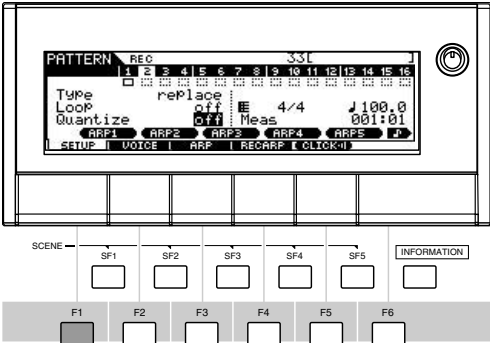 PATTERN REC 33[ ]
1 2 3 4 5 6 7 8 9 10 11 12 13 14 15 16
Type replace
Loop off 4/4 ♩100.0
Quantize off Meas 001:01
ARP1 ARP2 ARP3 ARP4 ARP5 ♪
SETUP VOICE ARP RECARP CLICK
SCENE SF1 SF2 SF3 SF4 SF5 INFORMATION
F1 F2 F3 F4 F5 F6